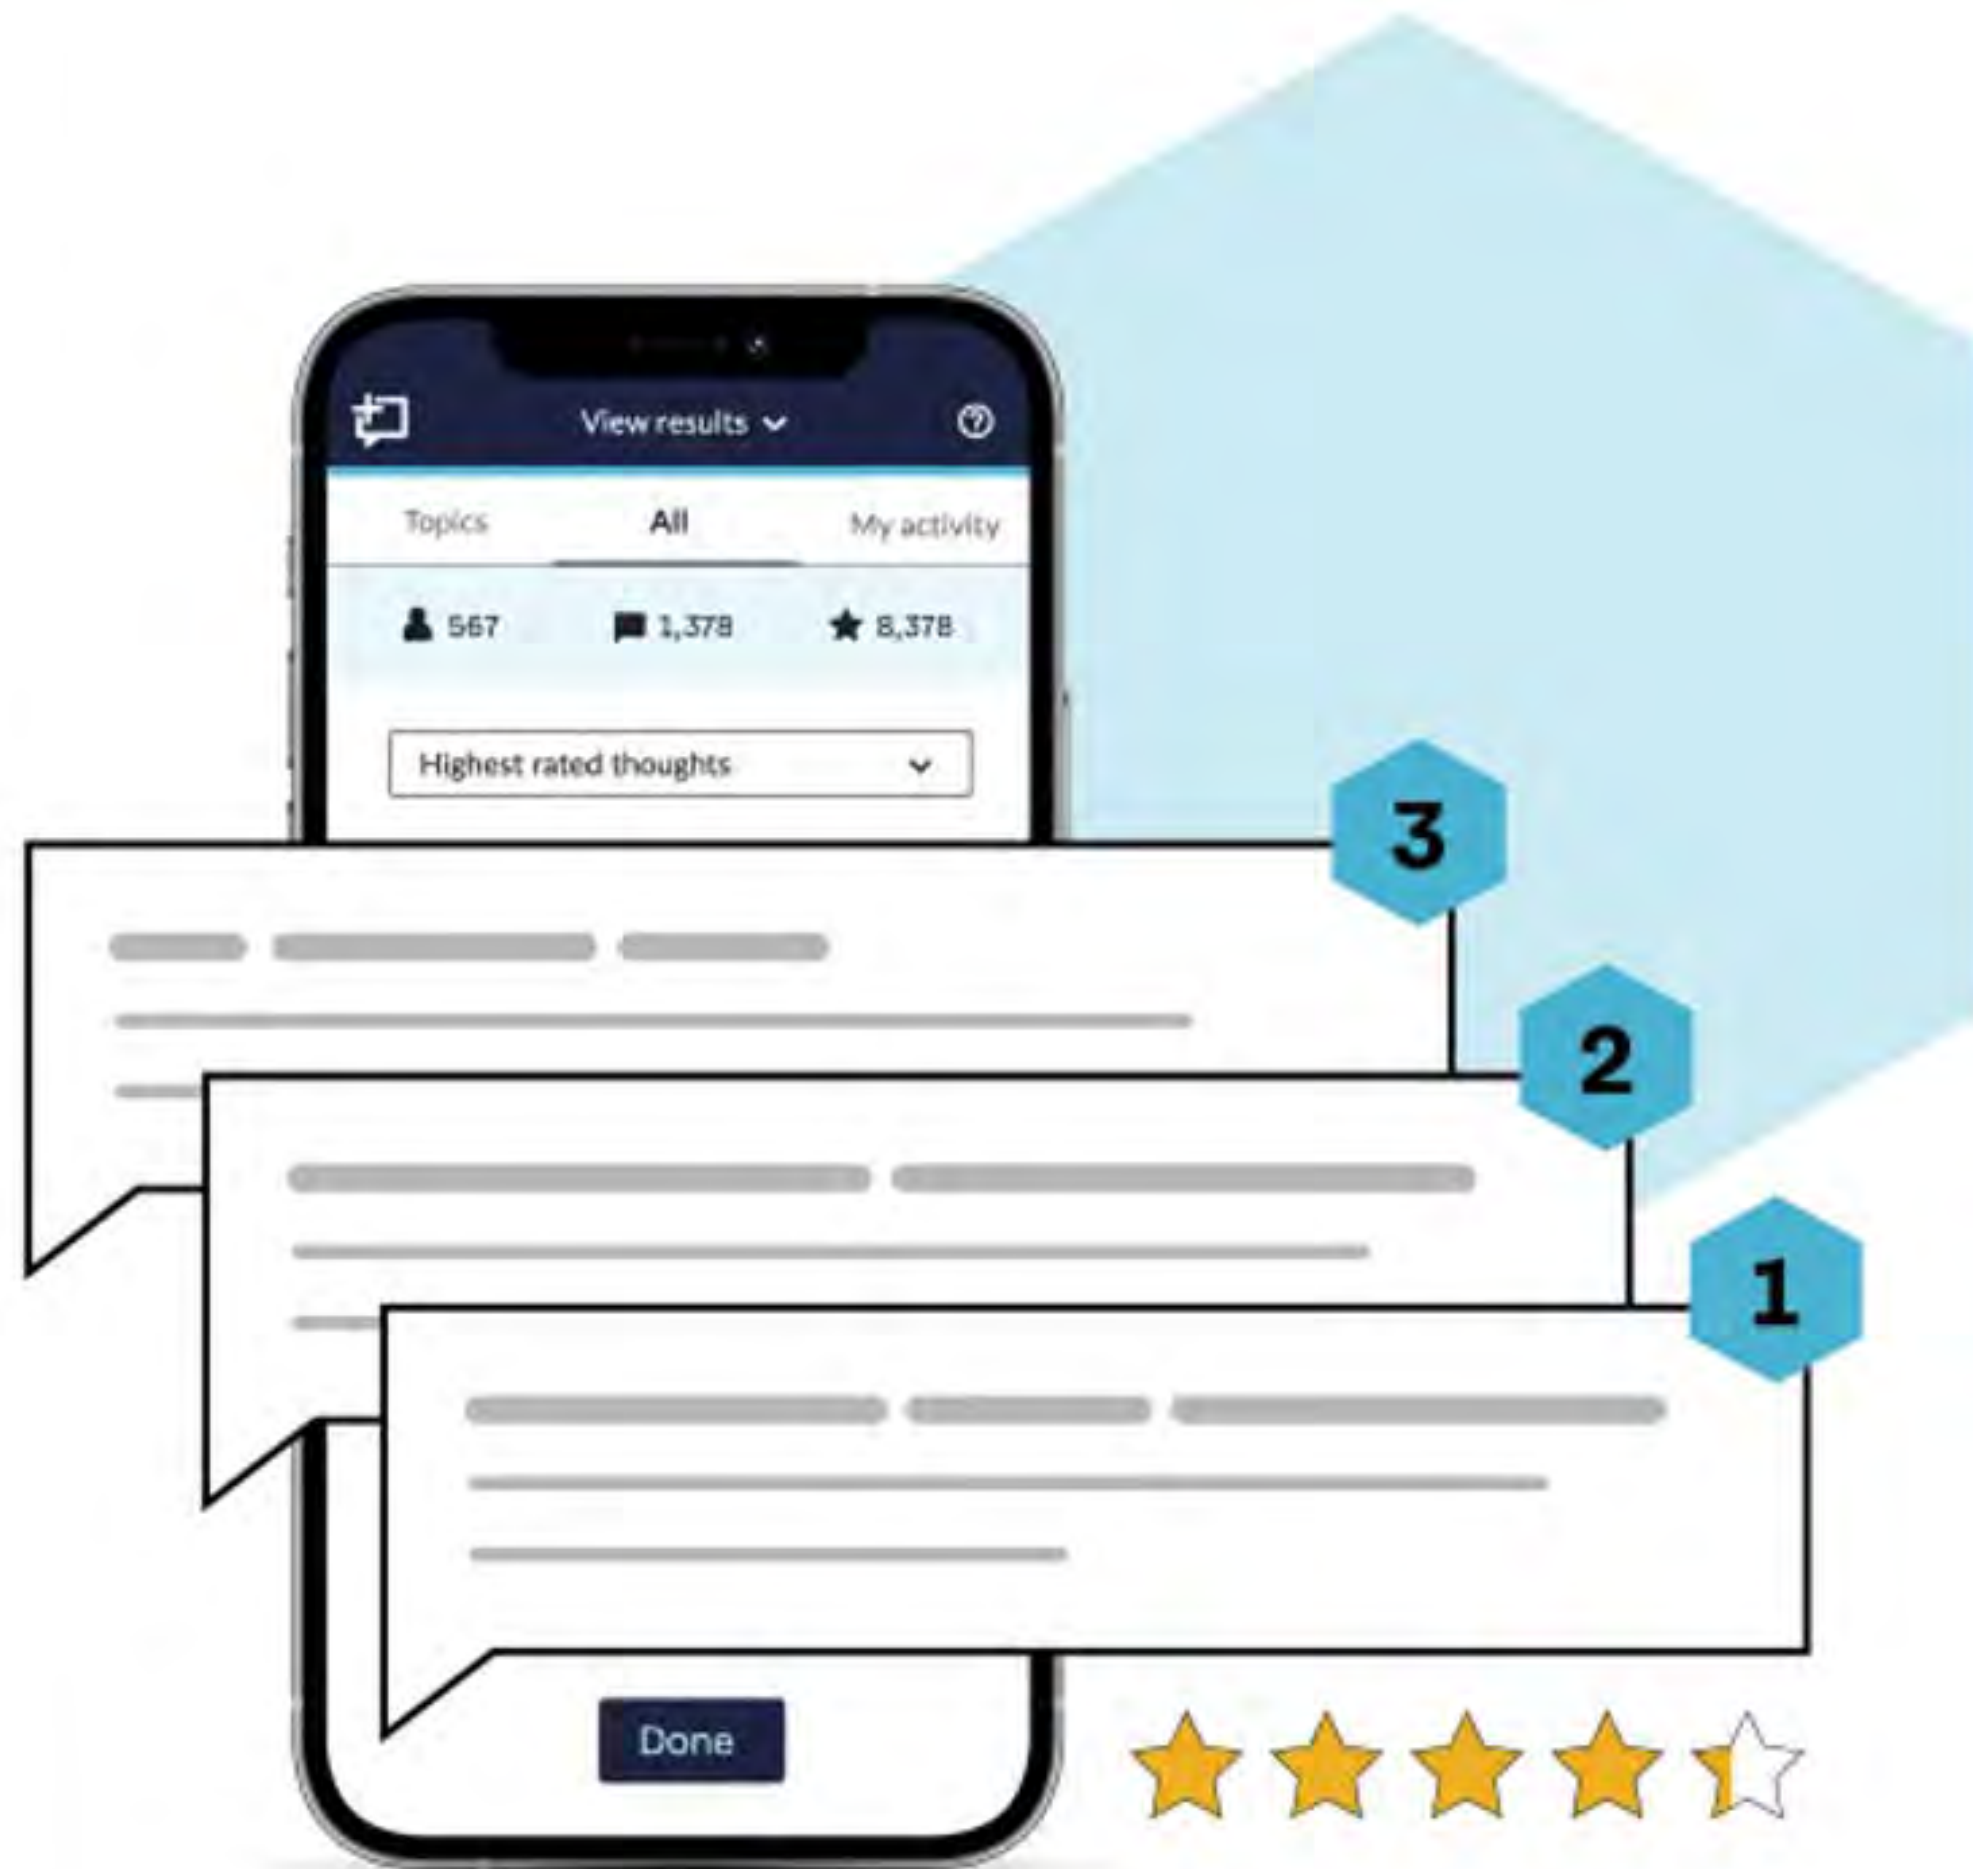 View results
Topics All My activity
567 1,378 8,378
Highest rated thoughts
3
2
1
Done